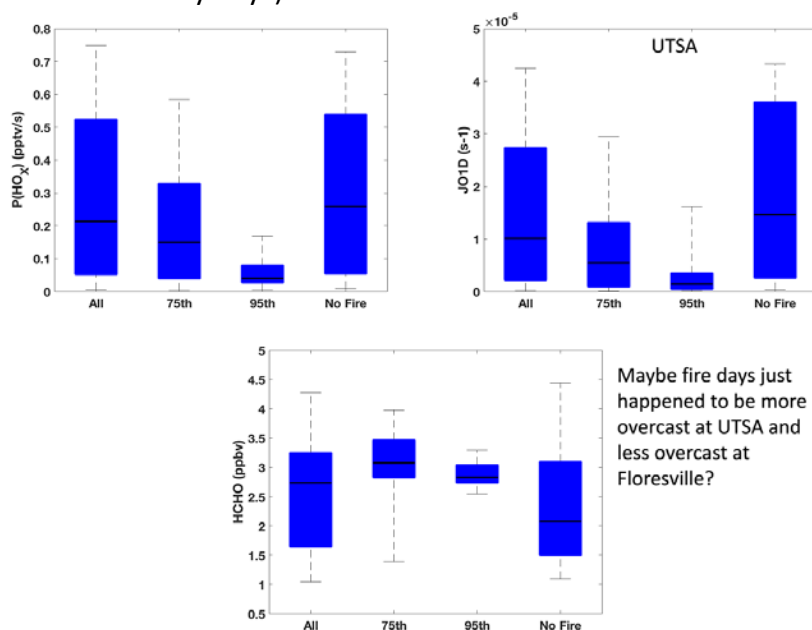 0.8
0.7
0.6
0.5
0.4
0.3
0.2
0.1
0
P(HOX) (pptv/s)
All 75th 95th No Fire
×10-5
5
4
3
2
1
0
JO1D (s-1)
UTSA
All 75th 95th No Fire
5
4.5
4
3.5
3
2.5
2
1.5
1
0.5
HCHO (ppbv)
All 75th 95th No Fire
Maybe fire days just
happened to be more
overcast at UTSA and
less overcast at
Floresville?